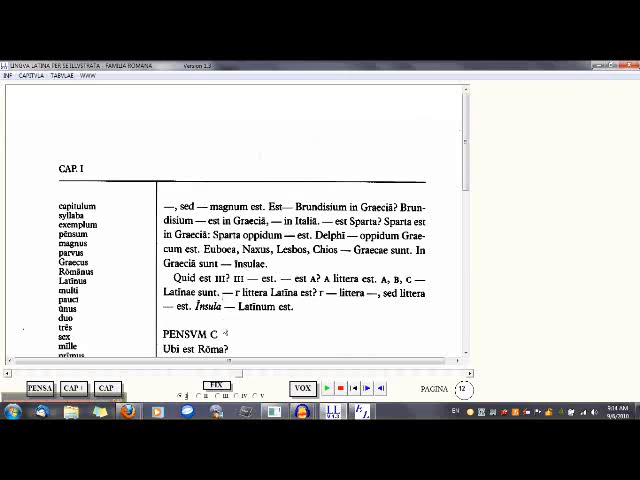 LINGVA LATINA PER SE ILLVSTRATA - FAMILIA ROMANA Version 1.3
INF CAPITVLA TABVLAE WWW
CAP. I
capitulum
syllaba
exemplum
pēnsum
magnus
parvus
Graecus
Rōmānus
Latīnus
multī
paucī
ūnus
duo
trēs
sex
mīlle
prīmus
—, sed — magnum est. Est— Brundisium in Graeciā? Brun-
disium — est in Graeciā, — in Italiā. — est Sparta? Sparta est
in Graeciā: Sparta oppidum — est. Delphī — oppidum Grae-
cum est. Euboea, Naxus, Lesbos, Chios — Graecae sunt. In
Graeciā sunt — īnsulae.
Quid est III? III — est. — est A? A littera est. A, B, C —
Latīnae sunt. — r littera Latīna est? r — littera —, sed littera
— est. Īnsula — Latīnum est.
PENSVM C
Ubi est Rōma?
PENSA CAP+ CAP FIX VOX PAGINA 12
I II III IV V
EN 9:14 AM
9/6/2010